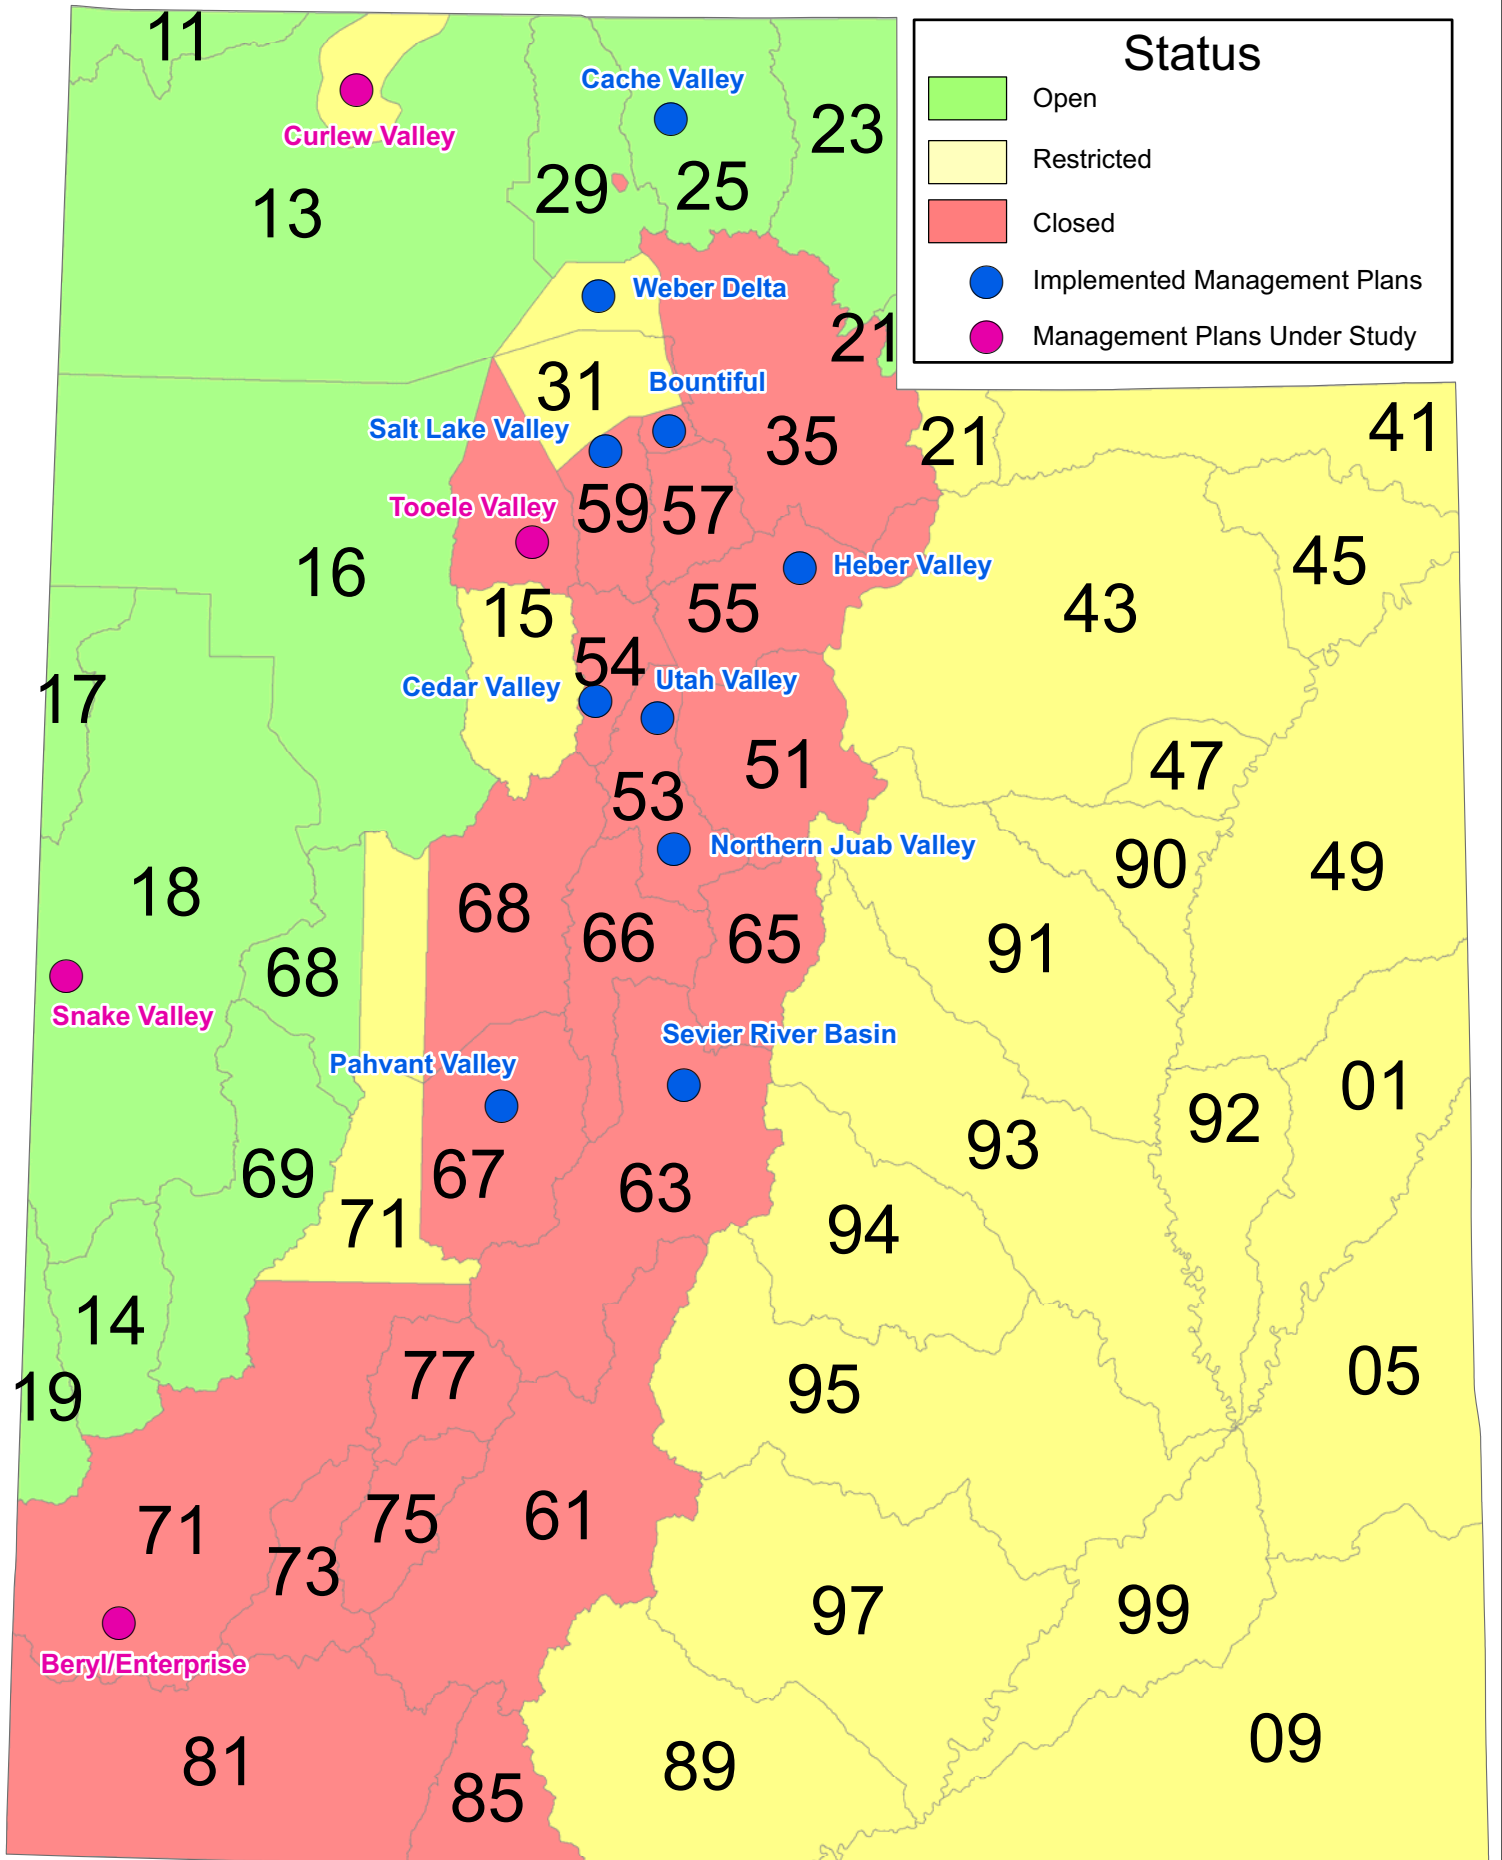 Status
Open
Restricted
Closed
Implemented Management Plans
Management Plans Under Study
11
Cache Valley
23
Curlew Valley
29
25
13
Weber Delta
21
31
Bountiful
Salt Lake Valley
35
21
41
Tooele Valley
59
57
16
Heber Valley
45
15
55
43
54
17
Cedar Valley
Utah Valley
51
47
53
Northern Juab Valley
90
49
18
68
66
65
91
68
Snake Valley
Sevier River Basin
Pahvant Valley
01
92
93
69
67
63
71
94
14
77
95
05
19
71
75
61
73
97
99
Beryl/Enterprise
81
89
09
85